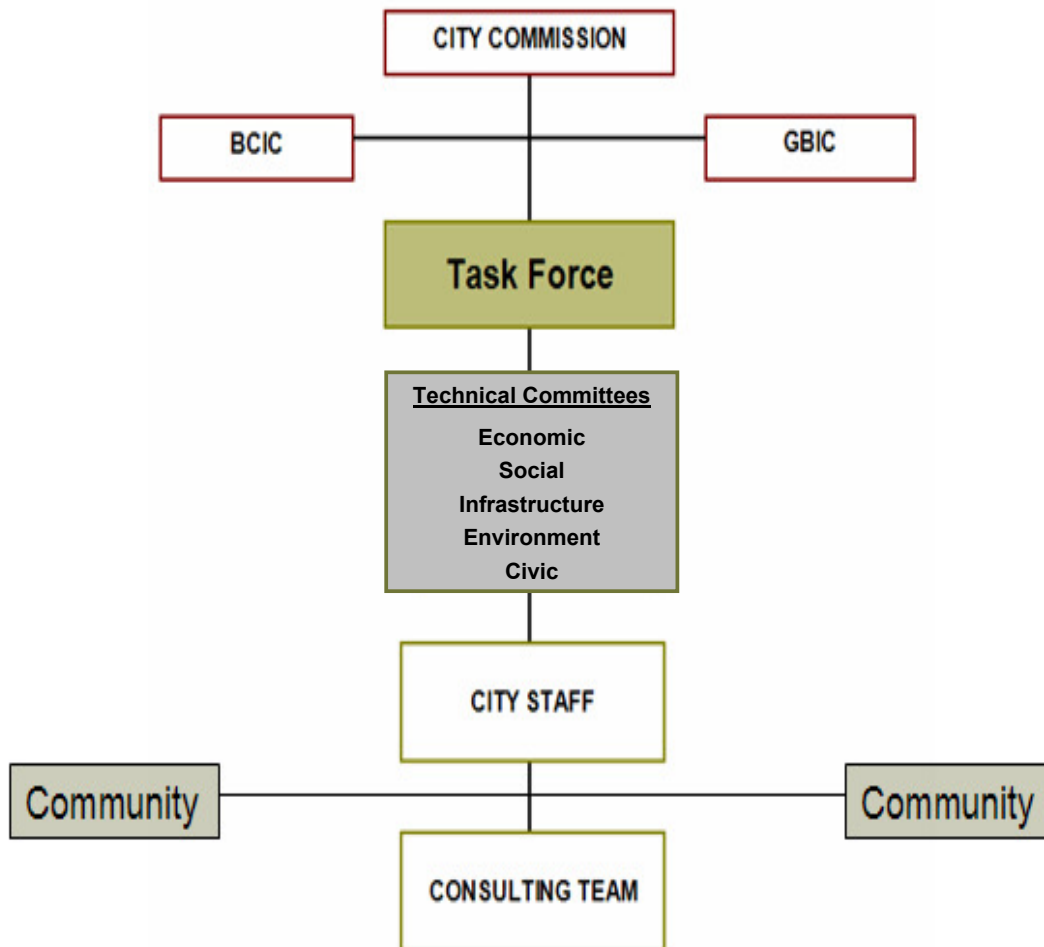 CITY COMMISSION
BCIC
GBIC
Task Force
Technical Committees
Economic
Social
Infrastructure
Environment
Civic
CITY STAFF
Community
Community
CONSULTING TEAM